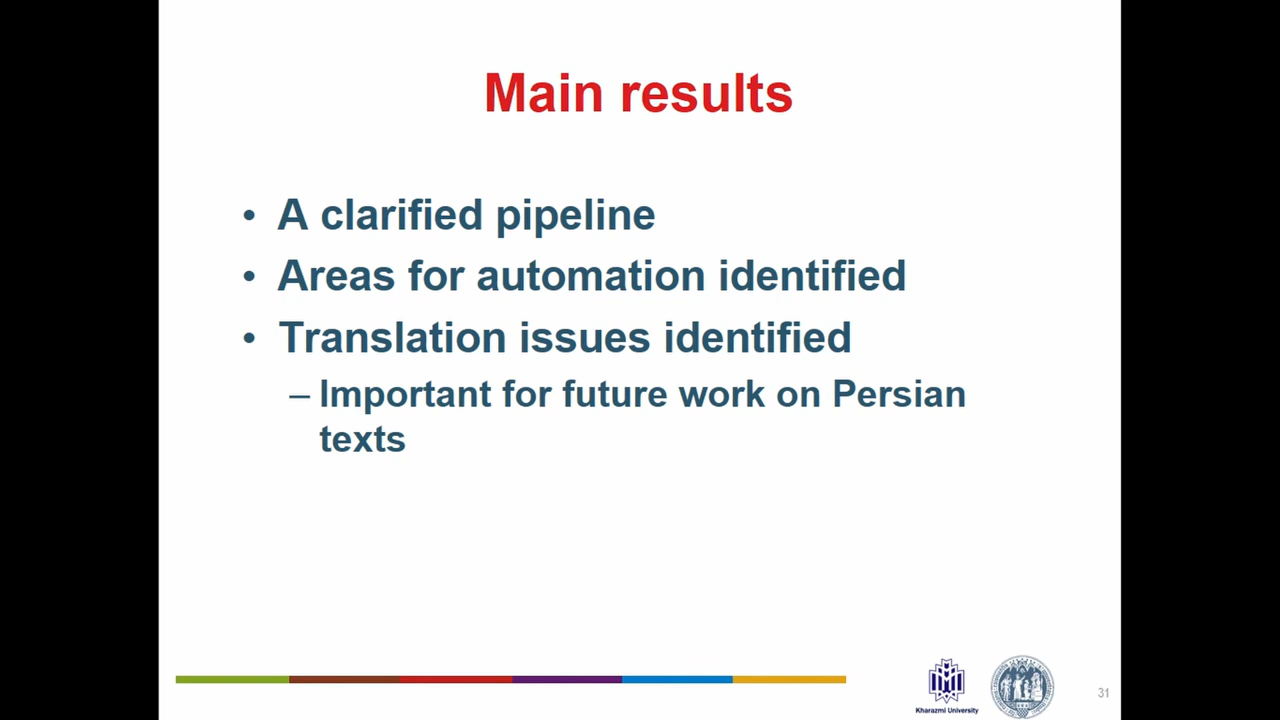 Main results
• A clarified pipeline
• Areas for automation identified
• Translation issues identified
– Important for future work on Persian
texts
Kharazmi University
31